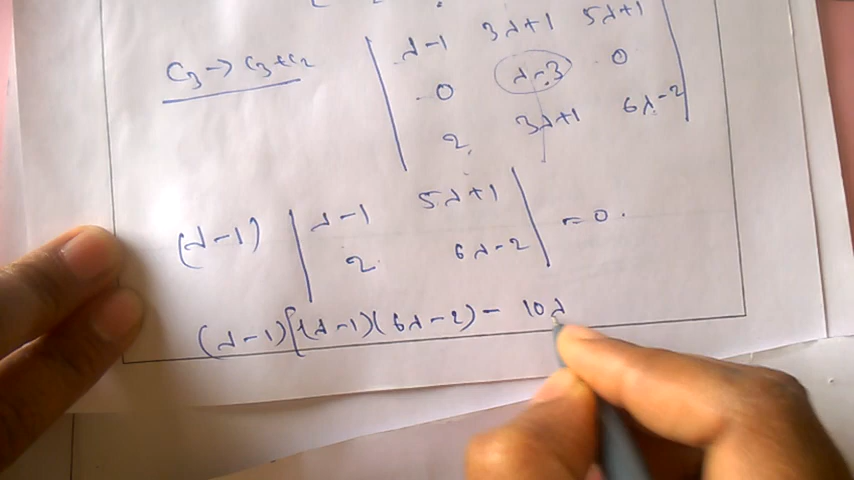 λ-1 3λ+1 5λ+1
C₃→C₃+C₂ 0 λ-3 0
2 3λ+1 6λ-2
(λ-1) | λ-1 5λ+1 | = 0.
2 6λ-2
(λ-1)[(λ-1)(6λ-2) - 10λ